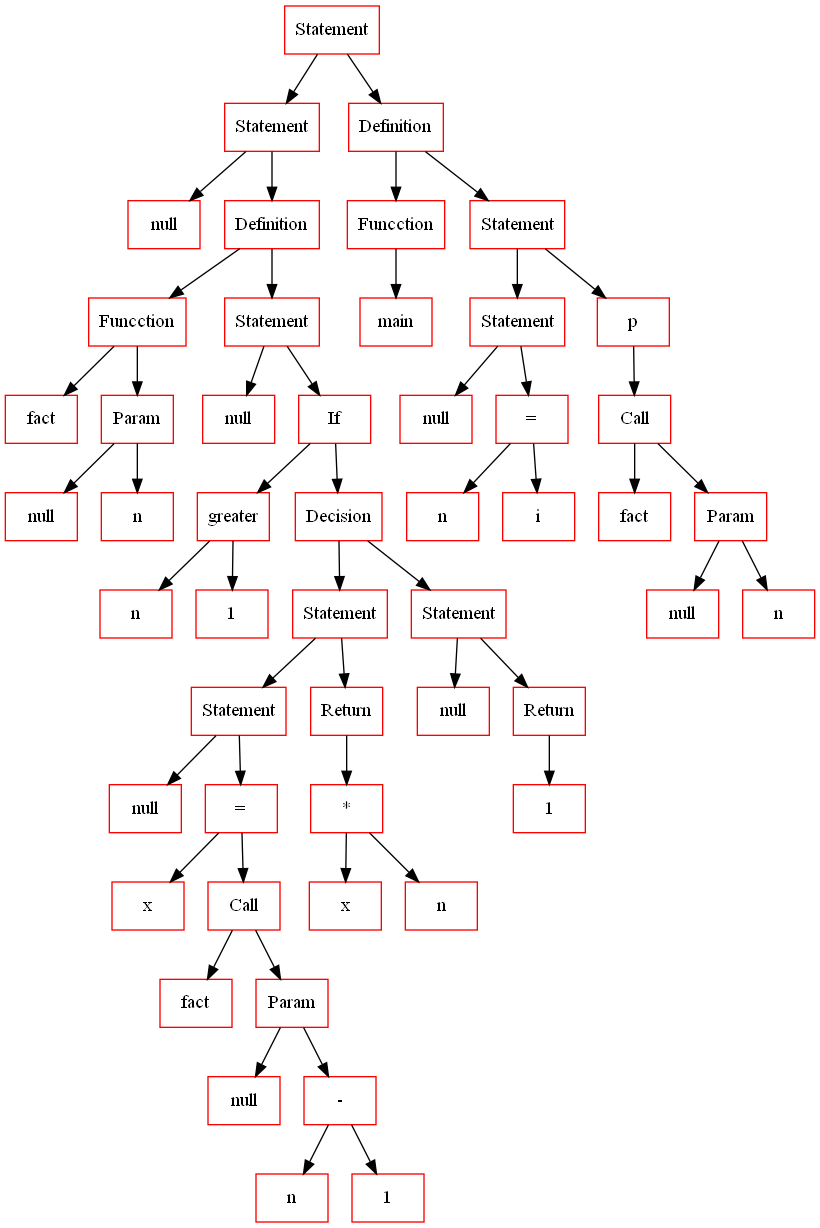 Statement
Statement
Definition
null
Definition
Funcction
Statement
Funcction
Statement
main
Statement
p
fact
Param
null
If
null
=
Call
null
n
greater
Decision
n
i
fact
Param
n
1
Statement
Statement
null
n
Statement
Return
null
Return
null
=
*
1
x
Call
x
n
fact
Param
null
-
n
1